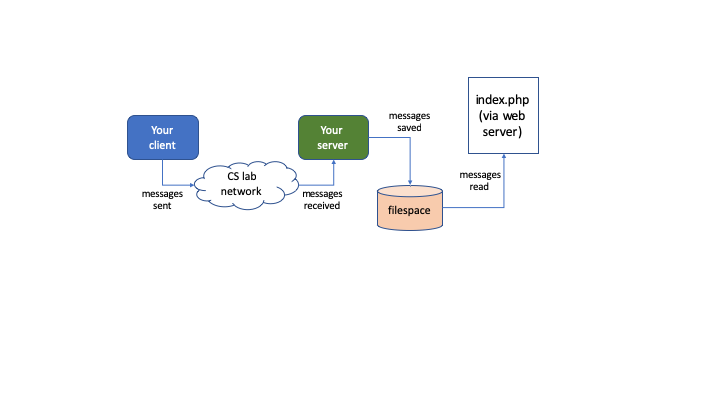 Your
client
messages
sent
CS lab
network
Your
server
messages
received
messages
saved
filespace
messages
read
index.php
(via web
server)